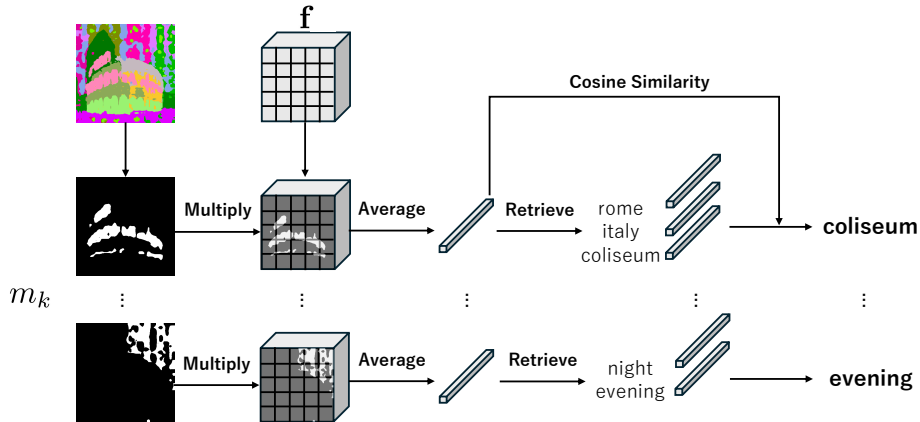 f
Cosine Similarity
Multiply
Average
Retrieve
rome
italy
coliseum
coliseum
m_k
⋮ ⋮ ⋮ ⋮ ⋮
Multiply
Average
Retrieve
night
evening
evening